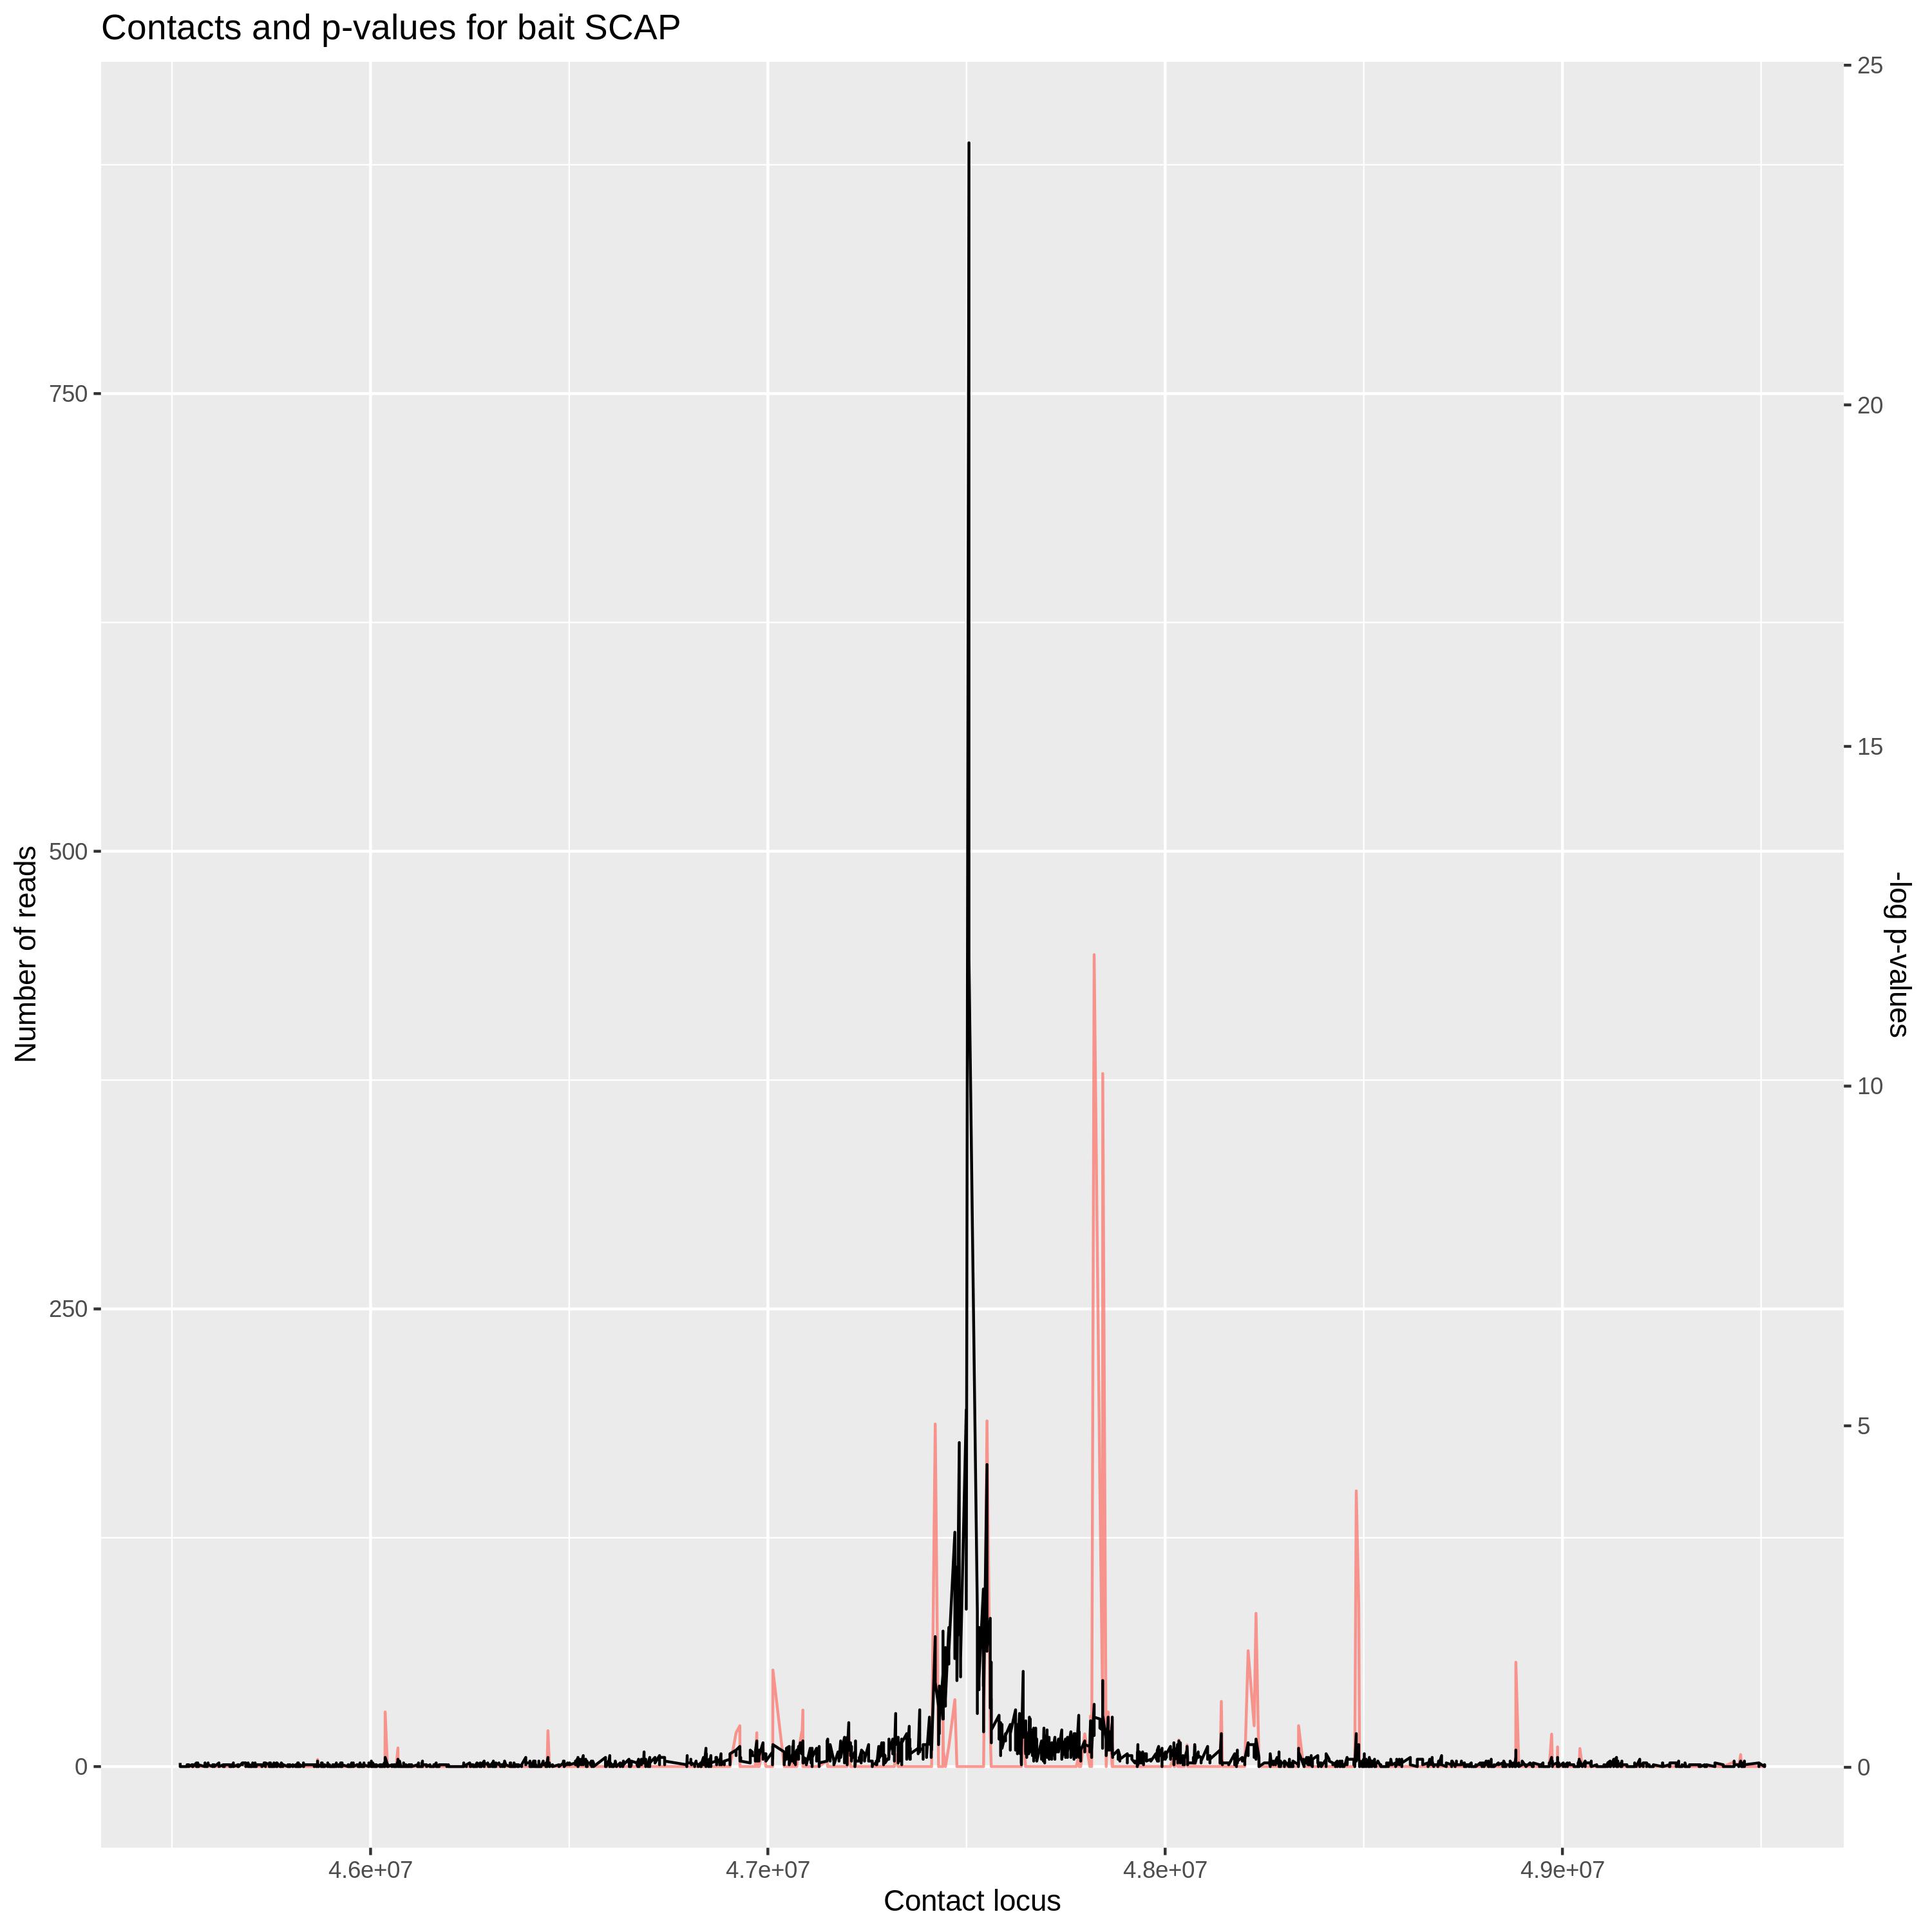 Contacts and p-values for bait SCAP
Number of reads
750
500
250
0
25
20
15
10
5
0
-log p-values
4.6e+07
4.7e+07
4.8e+07
4.9e+07
Contact locus